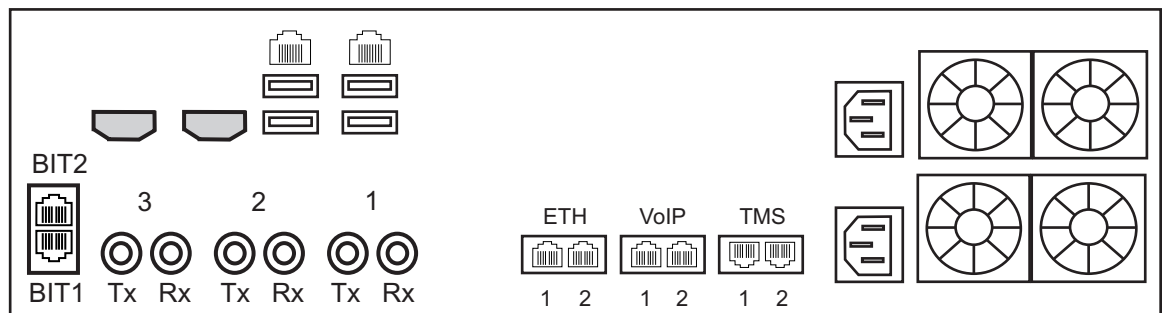 BIT2
3 2 1
ETH VoIP TMS
BIT1 Tx Rx Tx Rx Tx Rx
1 2 1 2 1 2